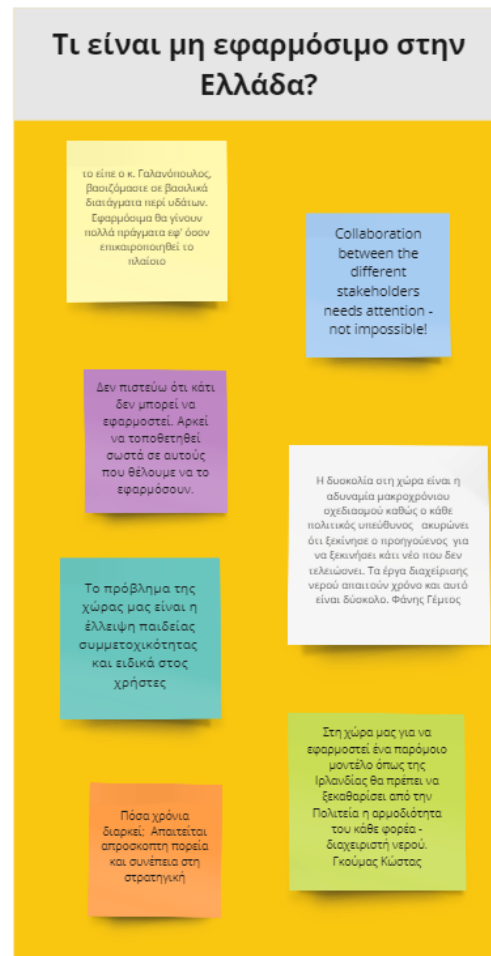 Τι είναι μη εφαρμόσιμο στην
Ελλάδα?
το είπε ο κ. Γαλανόπουλος,
βασιζόμαστε σε βασιλικά
διατάγματα περί υδάτων.
Εφαρμόσιμα θα γίνουν
πολλά πράγματα εφ' όσον
επικαιροποιηθεί το
πλαίσιο
Collaboration
between the
different
stakeholders
needs attention -
not impossible!
Δεν πιστεύω ότι κάτι
δεν μπορεί να
εφαρμοστεί. Αρκεί
να τοποθετηθεί
σωστά σε αυτούς
που θέλουμε να το
εφαρμόσουν.
Η δυσκολία στη χώρα είναι η
αδυναμία μακροχρόνιου
σχεδιασμού καθώς ο κάθε
πολιτικός υπεύθυνος ακυρώνει
ότι ξεκίνησε ο προηγούενος για
να ξεκινήσει κάτι νέο που δεν
τελειώσνει. Τα έργα διαχείρισης
νερού απαιτούν χρόνο και αυτό
είναι δύσκολο. Φάνης Γέμτος
Το πρόβλημα της
χώρας μας είναι η
έλλειψη παιδείας
συμμετοχικότητας
και ειδικά στος
χρήστες
Στη χώρα μας για να
εφαρμοστεί ένα παρόμοιο
μοντέλο όπως της
Ιρλανδίας θα πρέπει να
ξεκαθαρίσει από την
Πολιτεία η αρμοδιότητα
του κάθε φορέα -
διαχειριστή νερού.
Γκούμας Κώστας
Πόσα χρόνια
διαρκεί; Απαιτείται
απροσκοπτη πορεία
και συνέπεια στη
στρατηγική